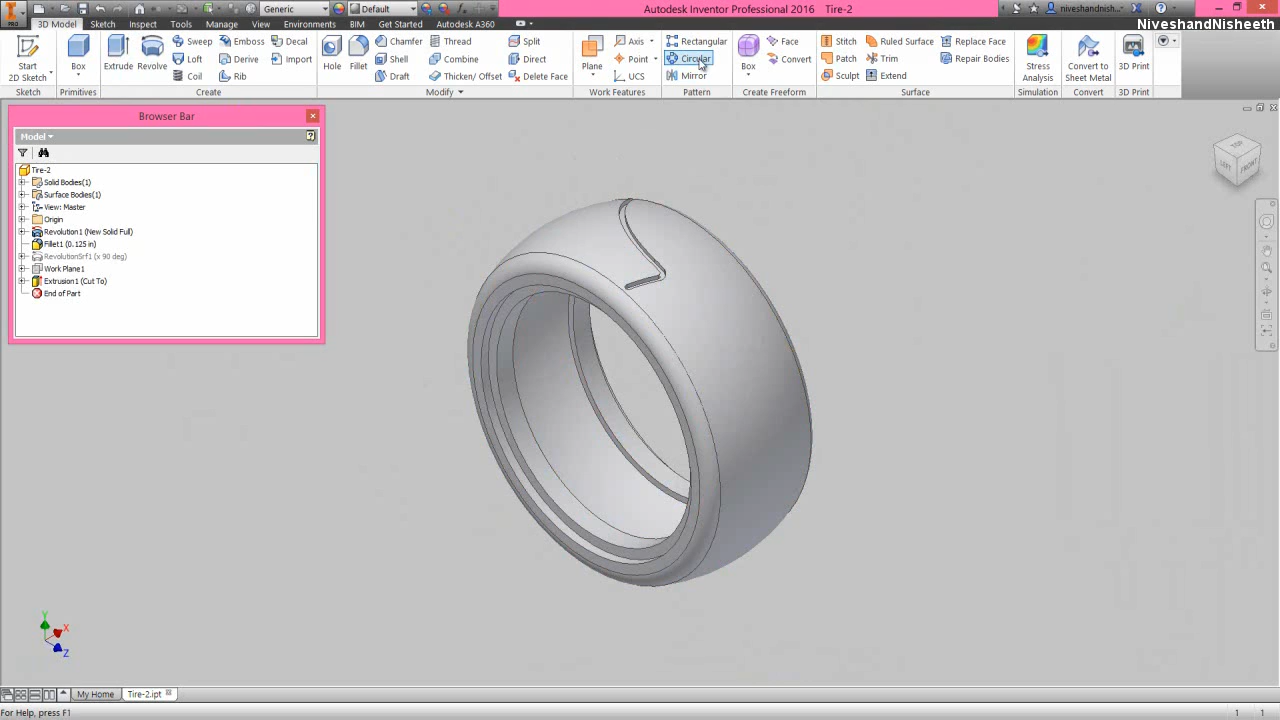 PRO
Generic
Default
Autodesk Inventor Professional 2016 Tire-2
niveshandnish...
NiveshandNisheeth
3D Model Sketch Inspect Tools Manage View Environments BIM Get Started Autodesk A360
Start
2D Sketch
Box
Extrude
Revolve
Sweep
Loft
Coil
Emboss
Derive
Rib
Decal
Import
Hole
Fillet
Chamfer
Shell
Draft
Thread
Combine
Thicken/ Offset
Split
Direct
Delete Face
Plane
Axis
Point
UCS
Rectangular
Circular
Mirror
Box
Face
Convert
Stitch
Patch
Sculpt
Ruled Surface
Trim
Extend
Replace Face
Repair Bodies
Stress
Analysis
Convert to
Sheet Metal
3D Print
Sketch Primitives Create Modify Work Features Pattern Create Freeform Surface Simulation Convert 3D Print
Browser Bar
Model
Tire-2
Solid Bodies(1)
Surface Bodies(1)
View: Master
Origin
Revolution1 (New Solid Full)
Fillet1 (0.125 in)
RevolutionSrf1 (x 90 deg)
Work Plane1
Extrusion1 (Cut To)
End of Part
TOP
LEFT
FRONT
Y
X
Z
My Home Tire-2.ipt
For Help, press F1 1 1